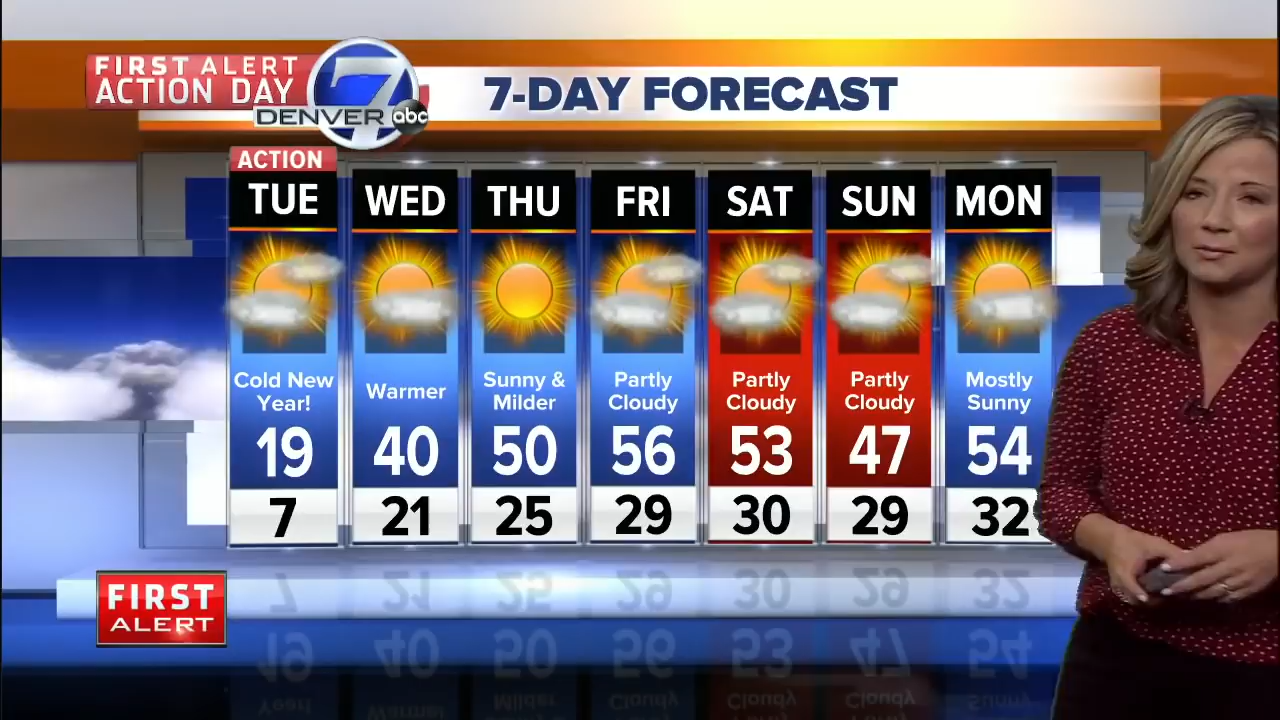 FIRST ALERT
ACTION DAY
7
DENVER
abc
7-DAY FORECAST
ACTION
TUE
WED
THU
FRI
SAT
SUN
MON
Cold New
Year!
Warmer
Sunny &
Milder
Partly
Cloudy
Partly
Cloudy
Partly
Cloudy
Mostly
Sunny
19
40
50
56
53
47
54
7
21
25
29
30
29
32
FIRST
ALERT